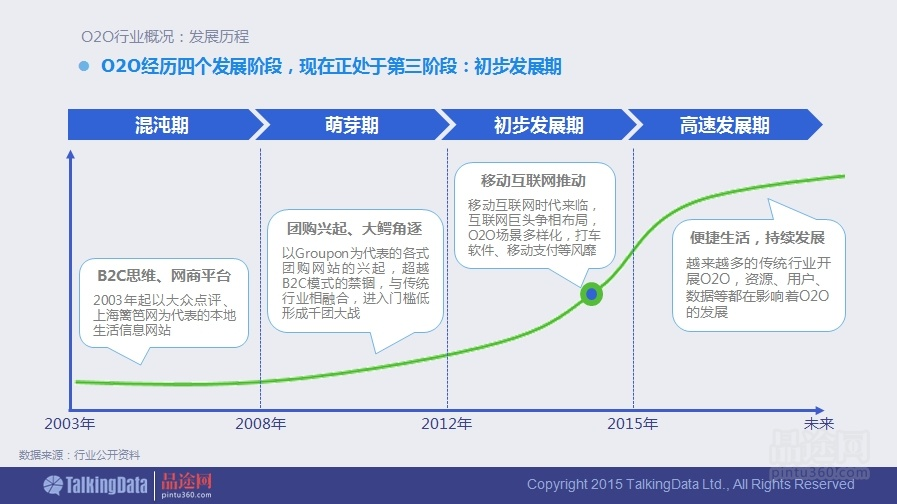 O2O行业概况：发展历程
O2O经历四个发展阶段，现在正处于第三阶段：初步发展期
混沌期
萌芽期
初步发展期
高速发展期
B2C思维、网商平台
2003年起以大众点评、
上海篱笆网为代表的本地
生活信息网站
团购兴起、大鳄角逐
以Groupon为代表的各式
团购网站的兴起，超越
B2C模式的禁锢，与传统
行业相融合，进入门槛低
形成千团大战
移动互联网推动
移动互联网时代来临，
互联网巨头争相布局，
O2O场景多样化，打车
软件、移动支付等风靡
便捷生活，持续发展
越来越多的传统行业开
展O2O，资源、用户、
数据等都在影响着O2O
的发展
2003年
2008年
2012年
2015年
未来
数据来源：行业公开资料
品途网
pintu360.com
TalkingData
品途网
pintu360.com
Copyright 2015 TalkingData Ltd., All Rights Reserved